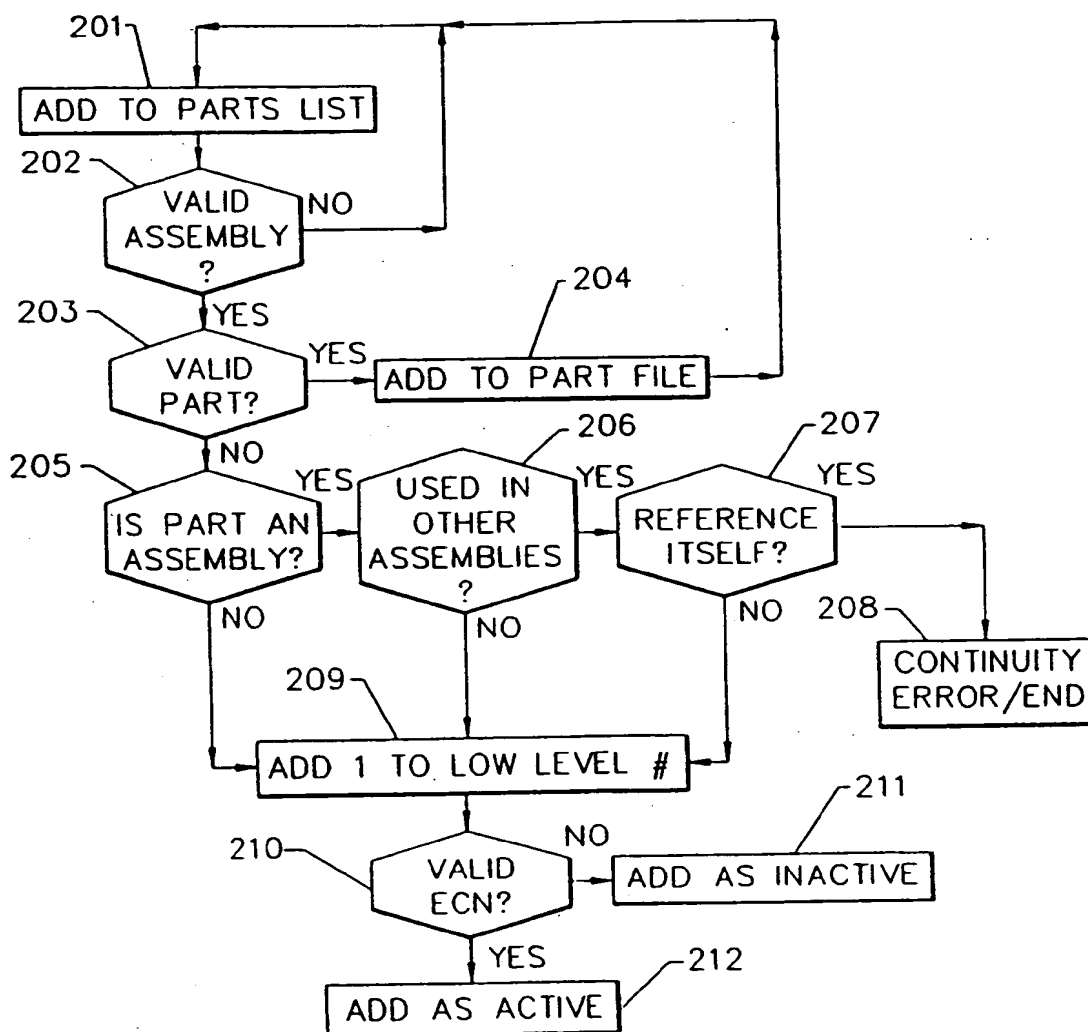 201
ADD TO PARTS LIST
202
VALID
ASSEMBLY
?
NO
YES
203
VALID
PART?
YES
204
ADD TO PART FILE
NO
205
IS PART AN
ASSEMBLY?
YES
206
USED IN
OTHER
ASSEMBLIES
?
YES
207
REFERENCE
ITSELF?
YES
NO
NO
NO
208
CONTINUITY
ERROR/END
209
ADD 1 TO LOW LEVEL #
210
VALID
ECN?
NO
211
ADD AS INACTIVE
YES
212
ADD AS ACTIVE